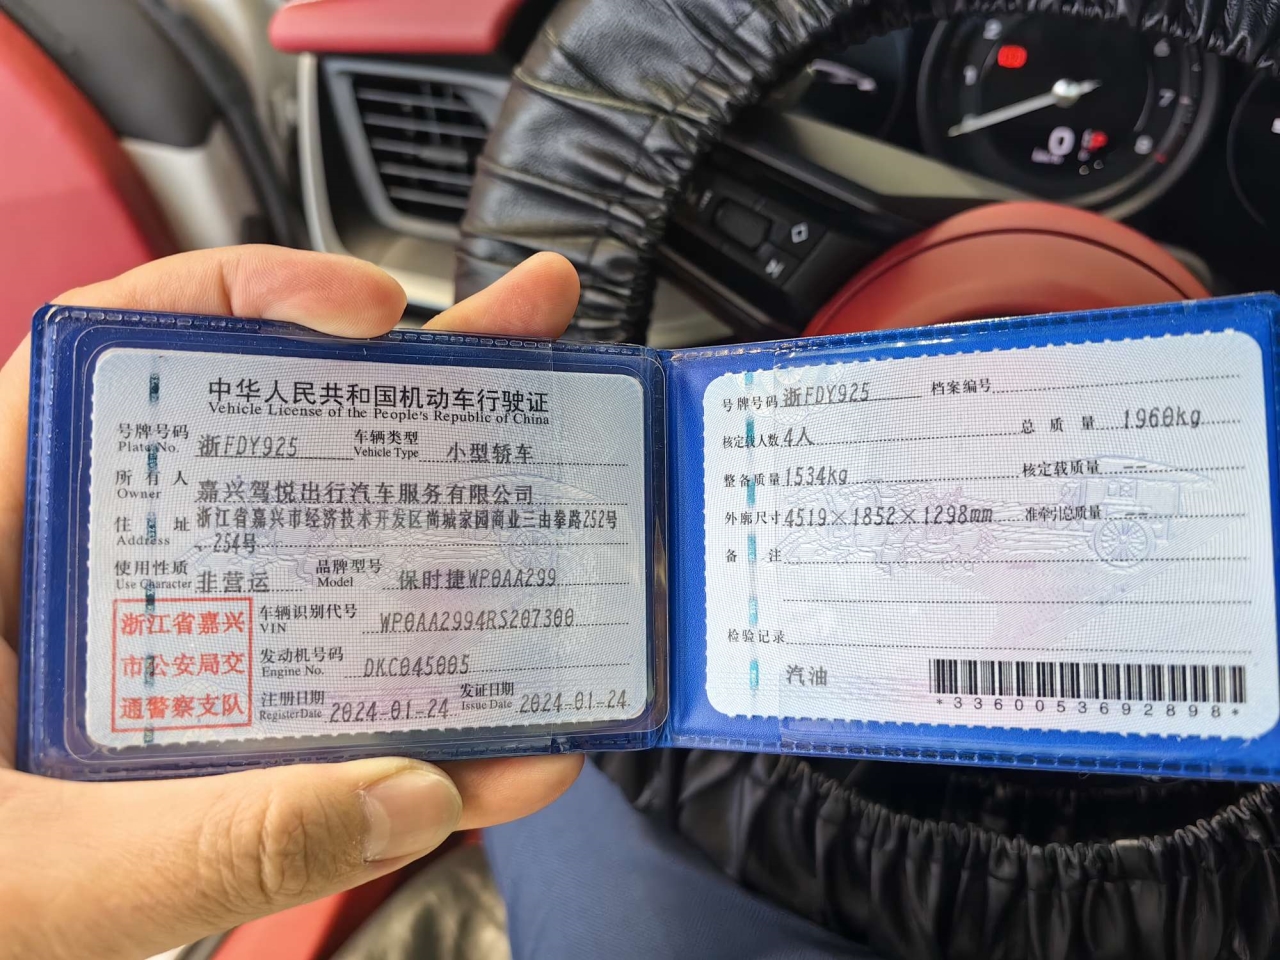 中华人民共和国机动车行驶证
Vehicle License of the People's Republic of China
号牌号码 浙FDY925 车辆类型 小型轿车
Plate No. Vehicle Type
所有人 嘉兴驾悦出行汽车服务有限公司
Owner
住址 浙江省嘉兴市经济技术开发区尚城家园商业三由拳路252号
Address 、254号
使用性质 非营运 品牌型号 保时捷WP0AA299
Use Character Model
浙江省嘉兴
市公安局交
通警察支队
车辆识别代号 WP0AA2994RS207300
VIN
发动机号码 DKC045005
Engine No.
注册日期 2024-01-24 发证日期 2024-01-24
Register Date Issue Date
号牌号码 浙FDY925 档案编号
核定载人数 4人 总质量 1960kg
整备质量 1534kg 核定载质量 --
外廓尺寸 4519×1852×1298mm 准牵引总质量 --
备注
检验记录
汽油
*3360053692898*
1
2
6
7
8
0
km/h
P